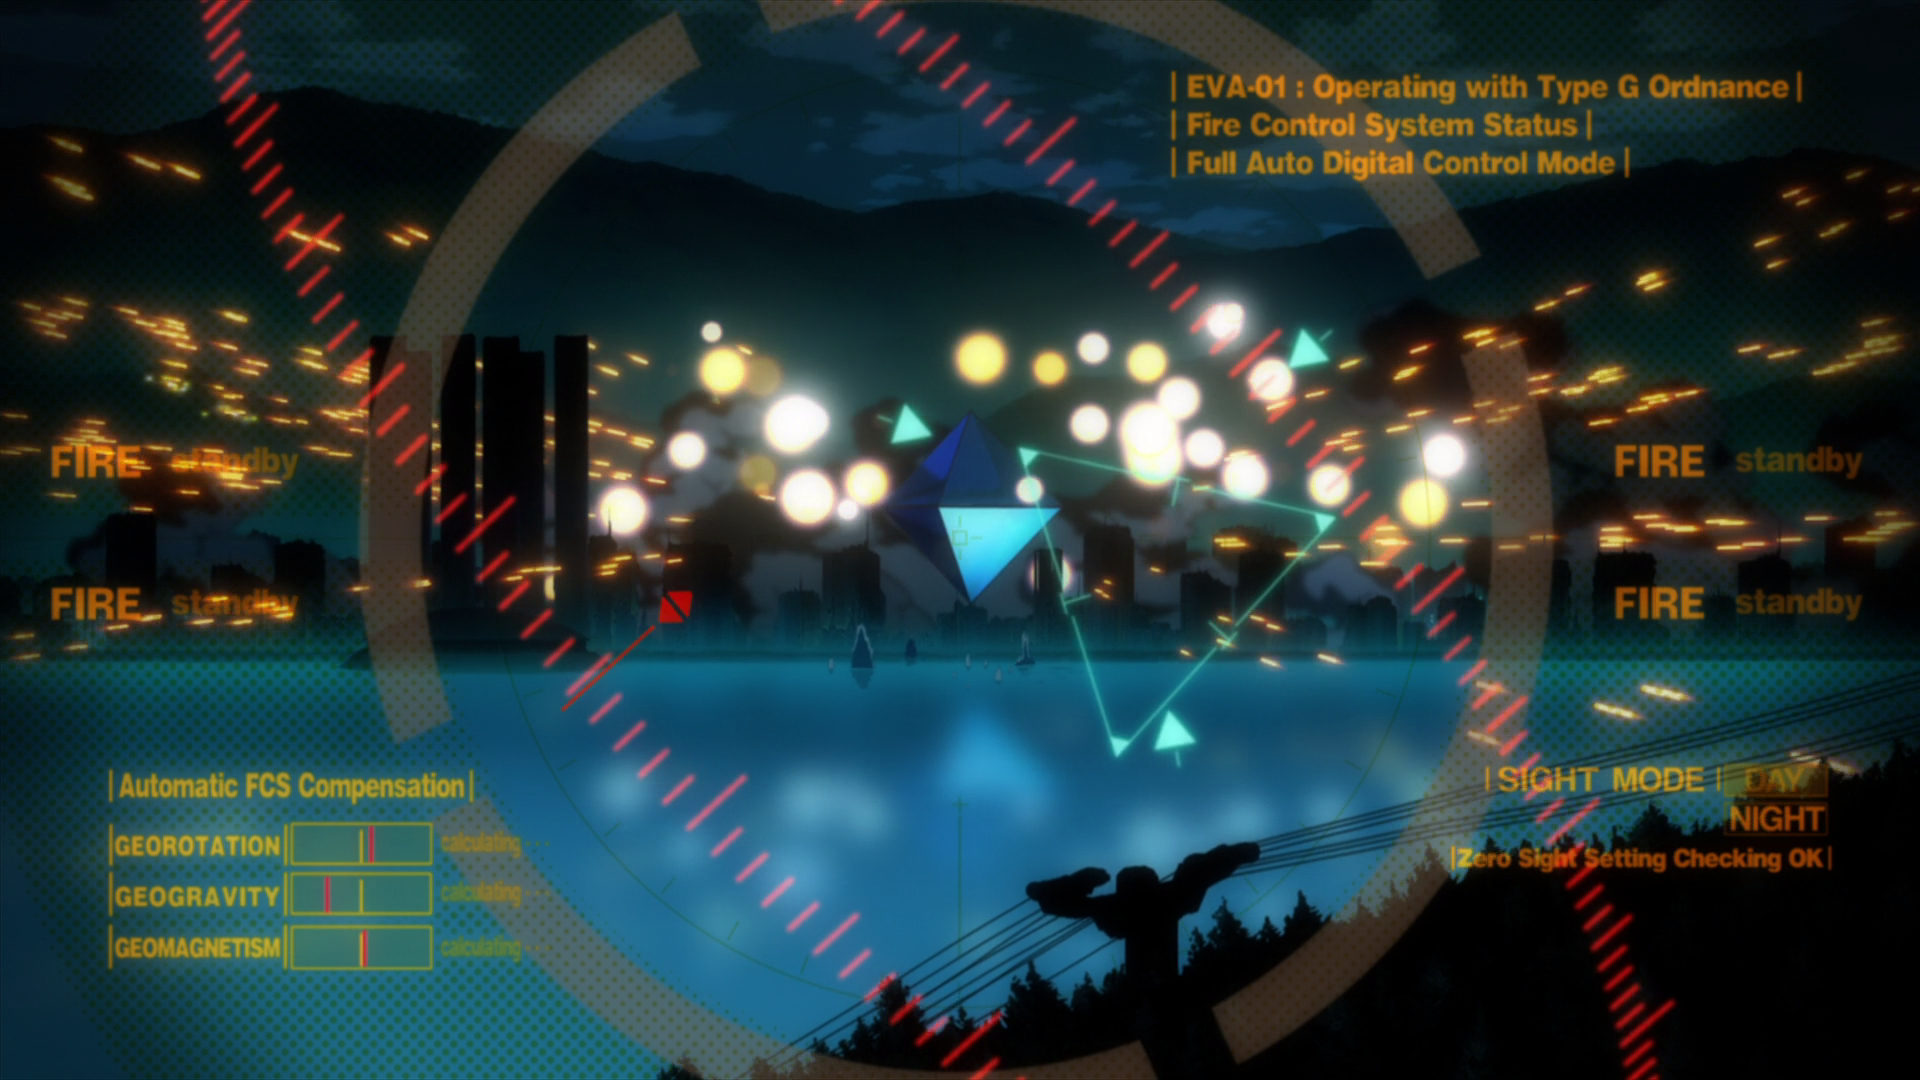 | EVA-01 : Operating with Type G Ordnance |
| Fire Control System Status |
| Full Auto Digital Control Mode |
FIRE standby
FIRE standby
FIRE standby
FIRE standby
| Automatic FCS Compensation |
| GEOROTATION | calculating ...
| GEOGRAVITY | calculating ...
| GEOMAGNETISM | calculating ...
| SIGHT MODE | DAY
NIGHT
| Zero Sight Setting Checking OK |